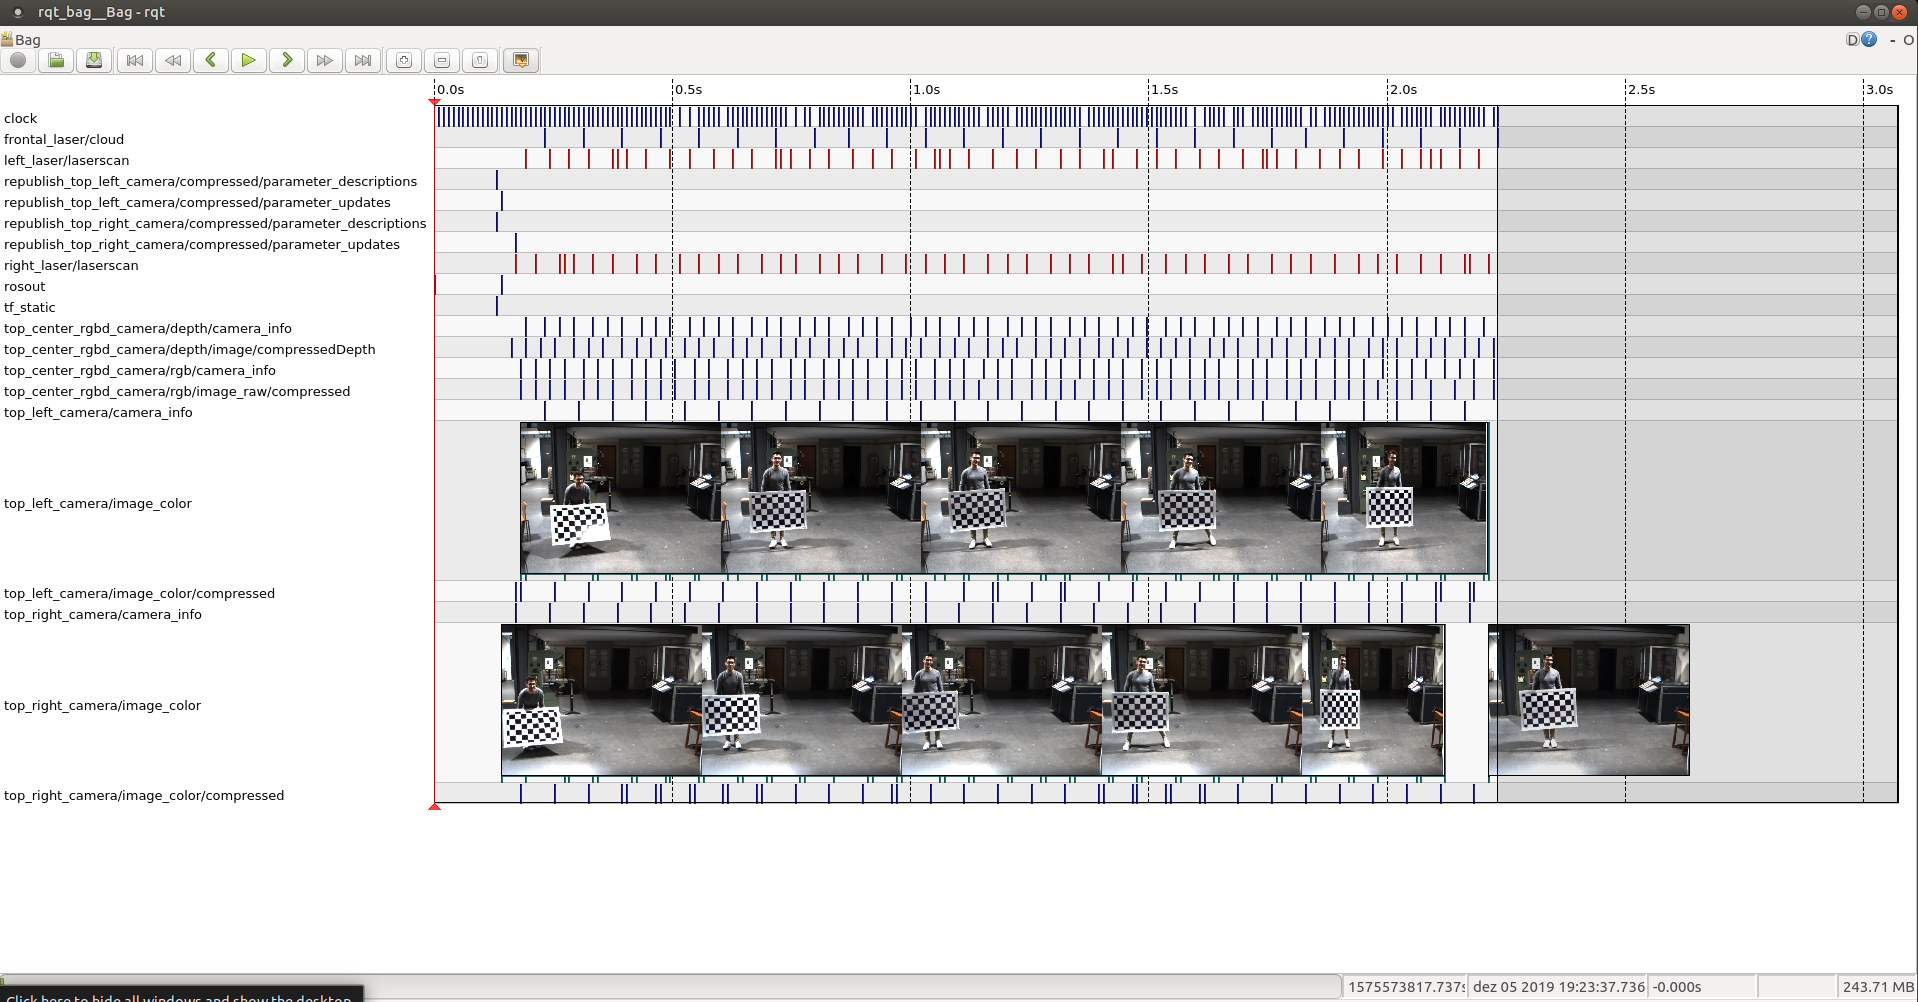 rqt_bag__Bag - rqt
Bag
D - O
0.0s 0.5s 1.0s 1.5s 2.0s 2.5s 3.0s
clock
frontal_laser/cloud
left_laser/laserscan
republish_top_left_camera/compressed/parameter_descriptions
republish_top_left_camera/compressed/parameter_updates
republish_top_right_camera/compressed/parameter_descriptions
republish_top_right_camera/compressed/parameter_updates
right_laser/laserscan
rosout
tf_static
top_center_rgbd_camera/depth/camera_info
top_center_rgbd_camera/depth/image/compressedDepth
top_center_rgbd_camera/rgb/camera_info
top_center_rgbd_camera/rgb/image_raw/compressed
top_left_camera/camera_info
top_left_camera/image_color
top_left_camera/image_color/compressed
top_right_camera/camera_info
top_right_camera/image_color
top_right_camera/image_color/compressed
1575573817.737s dez 05 2019 19:23:37.736 -0.000s 243.71 MB
Click here to hide all windows and show the desktop.